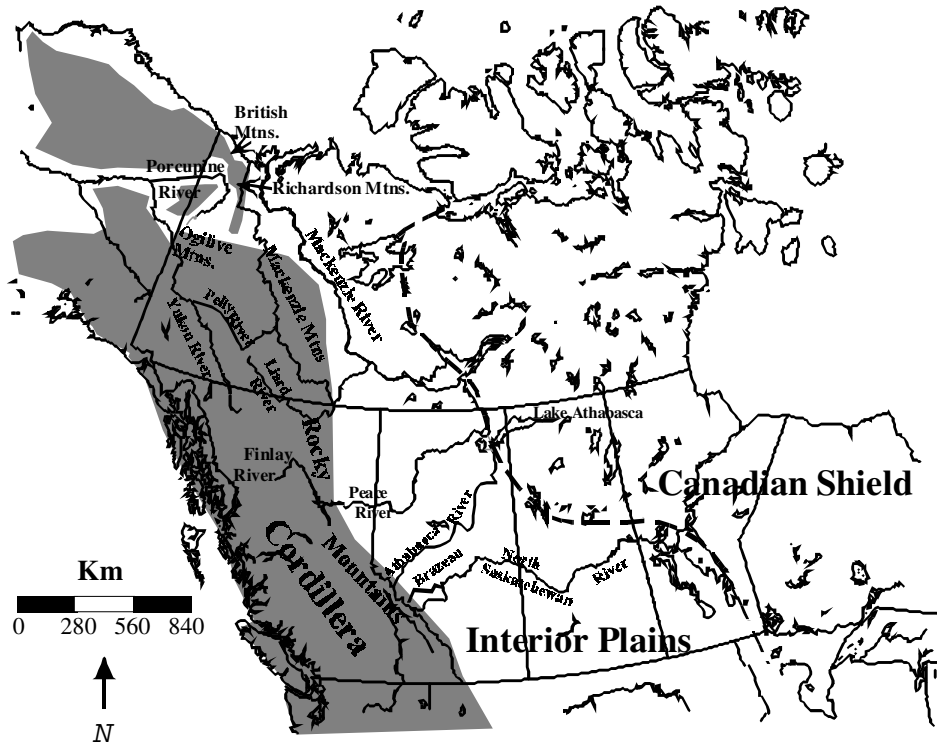 British
Mtns.
Porcupine
River
Richardson Mtns.
Ogilive
Mtns.
Mackenzie River
Mackenzie Mtns
Pelly River
Yukon River
Liard
River
Lake Athabasca
Rocky
Mountains
Finlay
River
Peace
River
Canadian Shield
Athabasca River
Brazeau
North
Saskatchewan
River
Cordillera
Interior Plains
Km
0 280 560 840
N